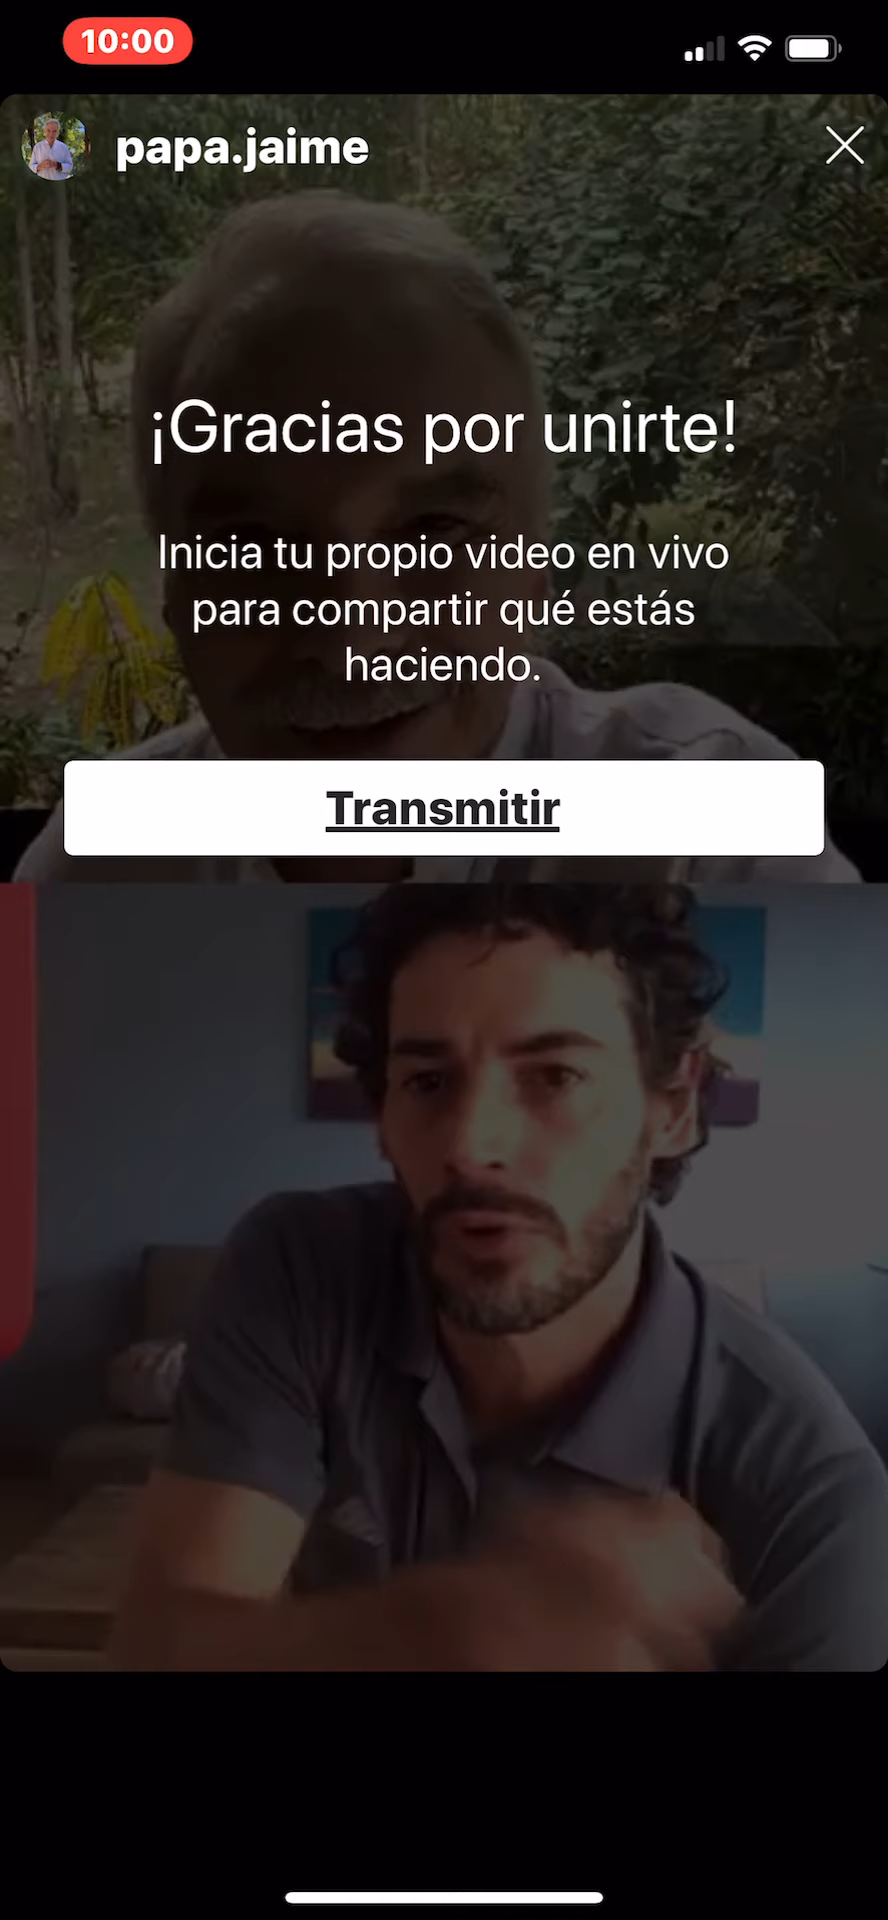 10:00
papa.jaime
¡Gracias por unirte!
Inicia tu propio video en vivo
para compartir qué estás
haciendo.
Transmitir